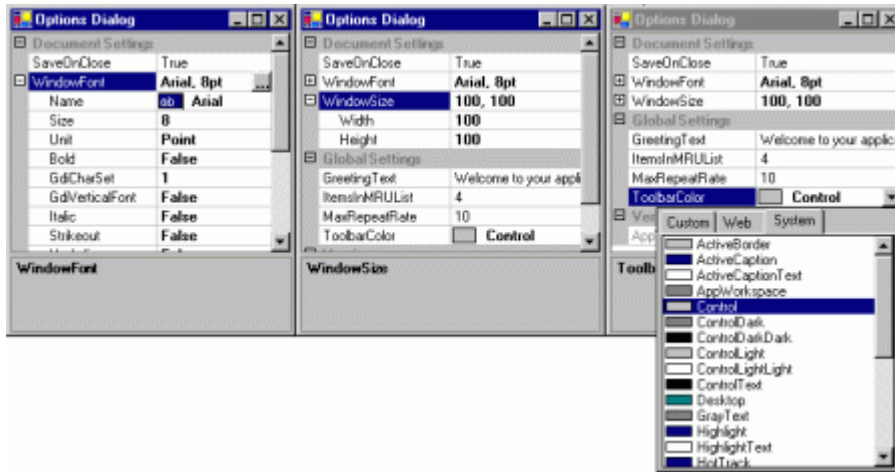 Options Dialog
Document Settings
SaveOnClose True
WindowFont Arial, 8pt ...
Name ab Arial
Size 8
Unit Point
Bold False
GdiCharSet 1
GdiVerticalFont False
Italic False
Strikeout False
WindowFont
Options Dialog
Document Settings
SaveOnClose True
WindowFont Arial, 8pt
WindowSize 100, 100
Width 100
Height 100
Global Settings
GreetingText Welcome to your appli
ItemsInMRUList 4
MaxRepeatRate 10
ToolbarColor Control
WindowSize
Options Dialog
Document Settings
SaveOnClose True
WindowFont Arial, 8pt
WindowSize 100, 100
Global Settings
GreetingText Welcome to your applic
ItemsInMRUList 4
MaxRepeatRate 10
ToolbarColor Control
Ve
App
Toolb
Custom Web System
ActiveBorder
ActiveCaption
ActiveCaptionText
AppWorkspace
Control
ControlDark
ControlDarkDark
ControlLight
ControlLightLight
ControlText
Desktop
GrayText
Highlight
HighlightText
HotTrack